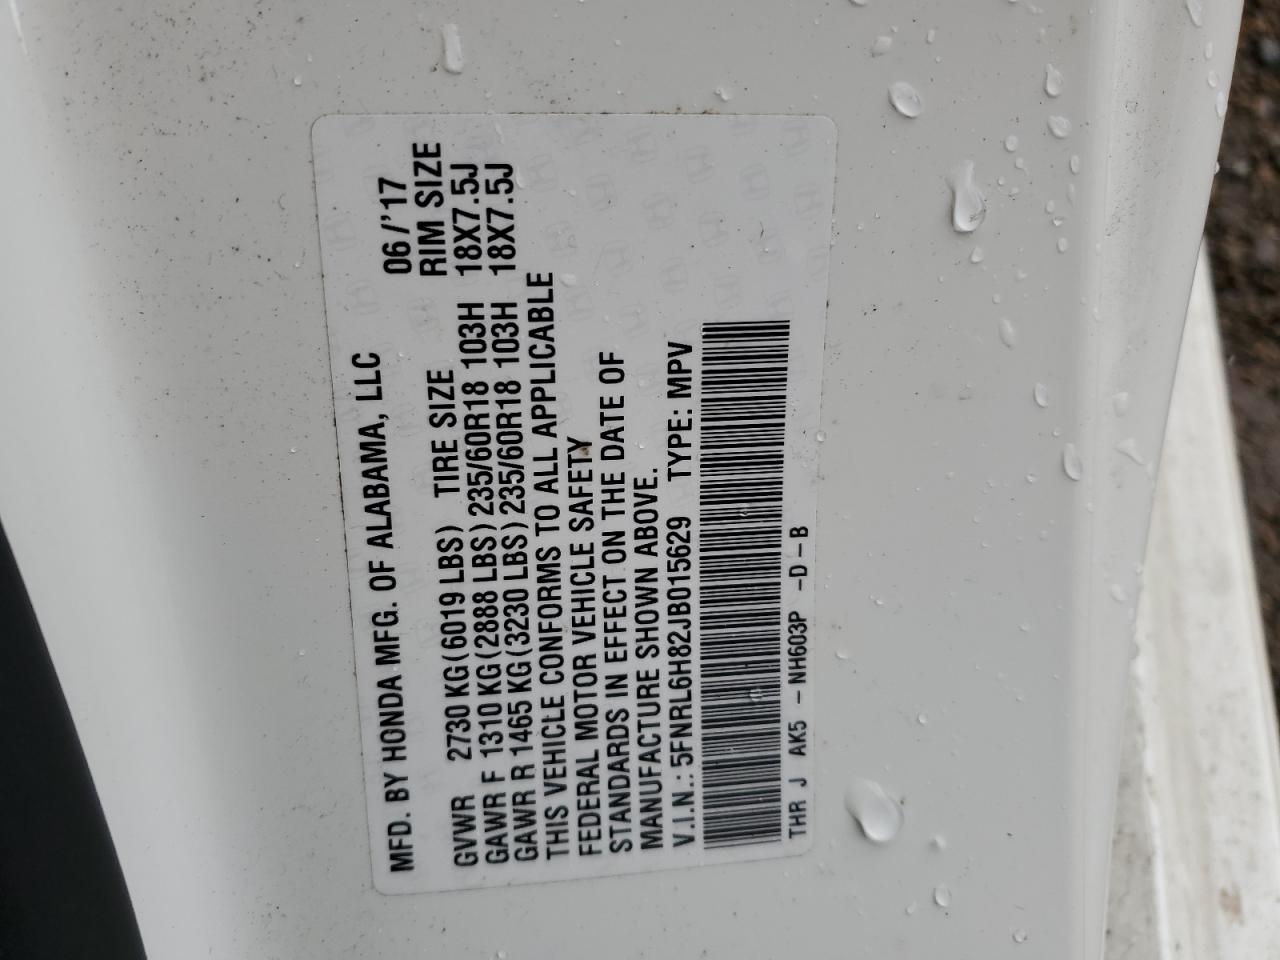 MFD. BY HONDA MFG. OF ALABAMA, LLC 06/'17
GVWR 2730 KG(6019 LBS) TIRE SIZE RIM SIZE
GAWR F 1310 KG(2888 LBS) 235/60R18 103H 18X7.5J
GAWR R 1465 KG(3230 LBS) 235/60R18 103H 18X7.5J
THIS VEHICLE CONFORMS TO ALL APPLICABLE
FEDERAL MOTOR VEHICLE SAFETY
STANDARDS IN EFFECT ON THE DATE OF
MANUFACTURE SHOWN ABOVE.
V.I.N.: 5FNRL6H82JB015629 TYPE: MPV
THR J AK5 - NH603P -D-B